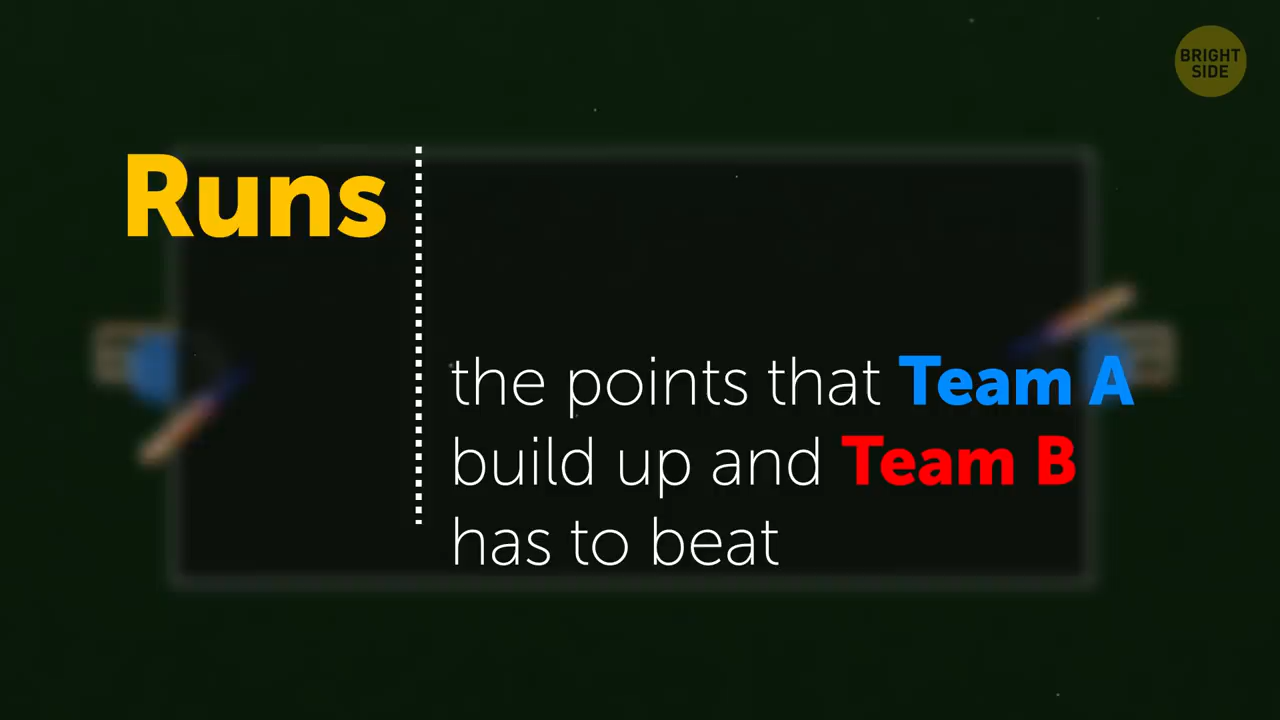 BRIGHT
SIDE
Runs
the points that Team A
build up and Team B
has to beat